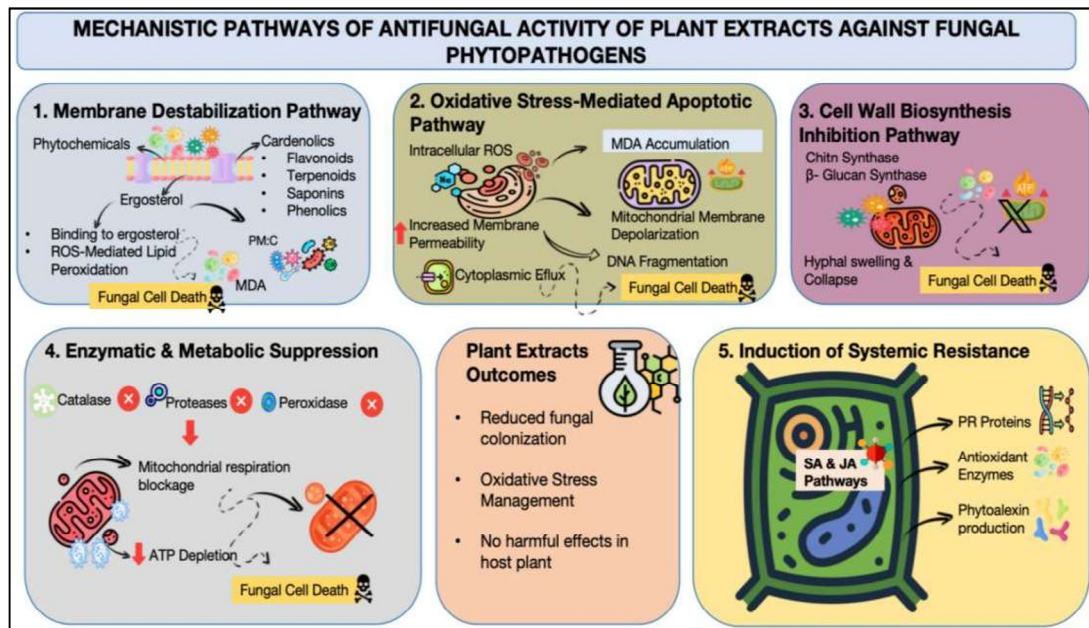 MECHANISTIC PATHWAYS OF ANTIFUNGAL ACTIVITY OF PLANT EXTRACTS AGAINST FUNGAL
PHYTOPATHOGENS
1. Membrane Destabilization Pathway
Phytochemicals
Cardenolics
• Flavonoids
• Terpenoids
• Saponins
• Phenolics
Ergosterol
• Binding to ergosterol
• ROS-Mediated Lipid
Peroxidation
PM:C
MDA
Fungal Cell Death
2. Oxidative Stress-Mediated Apoptotic
Pathway
Intracellular ROS
MDA Accumulation
Increased Membrane
Permeability
Mitochondrial Membrane
Depolarization
DNA Fragmentation
Cytoplasmic Eflux
Fungal Cell Death
3. Cell Wall Biosynthesis
Inhibition Pathway
Chitn Synthase
β- Glucan Synthase
ATP
Hyphal swelling &
Collapse
Fungal Cell Death
4. Enzymatic & Metabolic Suppression
Catalase
Proteases
Peroxidase
Mitochondrial respiration
blockage
ATP Depletion
Fungal Cell Death
Plant Extracts
Outcomes
• Reduced fungal
colonization
• Oxidative Stress
Management
• No harmful effects in
host plant
5. Induction of Systemic Resistance
SA & JA
Pathways
PR Proteins
Antioxidant
Enzymes
Phytoalexin
production